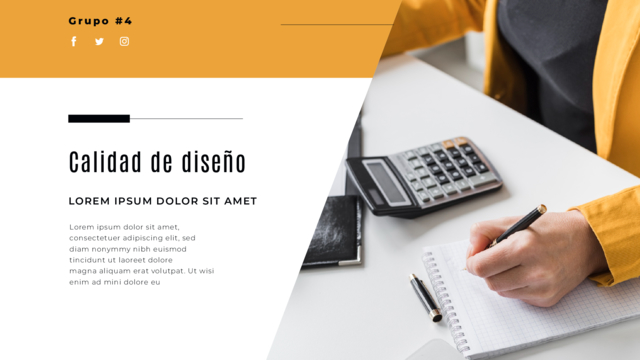 Grupo #4
Calidad de diseño
LOREM IPSUM DOLOR SIT AMET
Lorem ipsum dolor sit amet,
consectetuer adipiscing elit, sed
diam nonymmy nibh euismod
tincidunt ut laoreet dolore
magna aliquam erat volutpat. Ut wisi
enim ad mini dolore eu